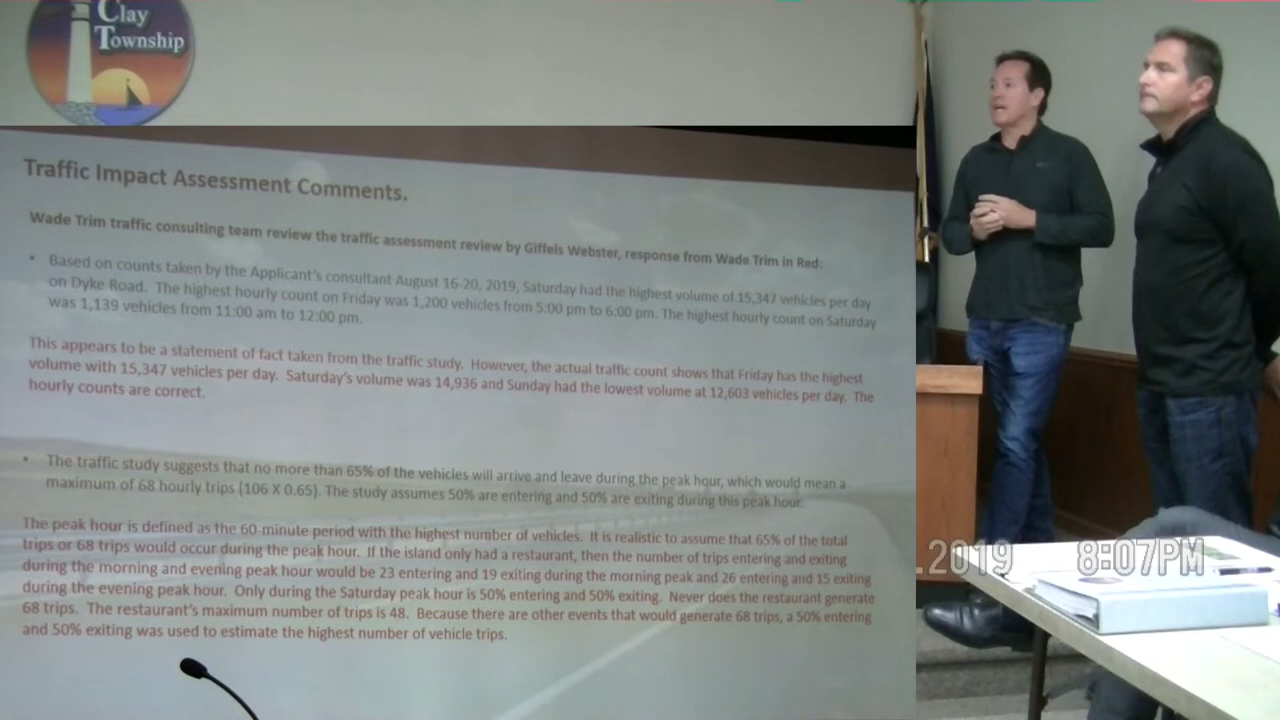 Clay
Township
Traffic Impact Assessment Comments.
Wade Trim traffic consulting team review the traffic assessment review by Giffels Webster, response from Wade Trim in Red:
• Based on counts taken by the Applicant's consultant August 16-20, 2019, Saturday had the highest volume of 15,347 vehicles per day
on Dyke Road. The highest hourly count on Friday was 1,200 vehicles from 5:00 pm to 6:00 pm. The highest hourly count on Saturday
was 1,139 vehicles from 11:00 am to 12:00 pm.
This appears to be a statement of fact taken from the traffic study. However, the actual traffic count shows that Friday has the highest
volume with 15,347 vehicles per day. Saturday's volume was 14,936 and Sunday had the lowest volume at 12,603 vehicles per day. The
hourly counts are correct.
• The traffic study suggests that no more than 65% of the vehicles will arrive and leave during the peak hour, which would mean a
maximum of 68 hourly trips (106 X 0.65). The study assumes 50% are entering and 50% are exiting during this peak hour.
The peak hour is defined as the 60-minute period with the highest number of vehicles. It is realistic to assume that 65% of the total
trips or 68 trips would occur during the peak hour. If the island only had a restaurant, then the number of trips entering and exiting
during the morning and evening peak hour would be 23 entering and 19 exiting during the morning peak and 26 entering and 15 exiting
during the evening peak hour. Only during the Saturday peak hour is 50% entering and 50% exiting. Never does the restaurant generate
68 trips. The restaurant's maximum number of trips is 48. Because there are other events that would generate 68 trips, a 50% entering
and 50% exiting was used to estimate the highest number of vehicle trips.
.2019 8:07PM